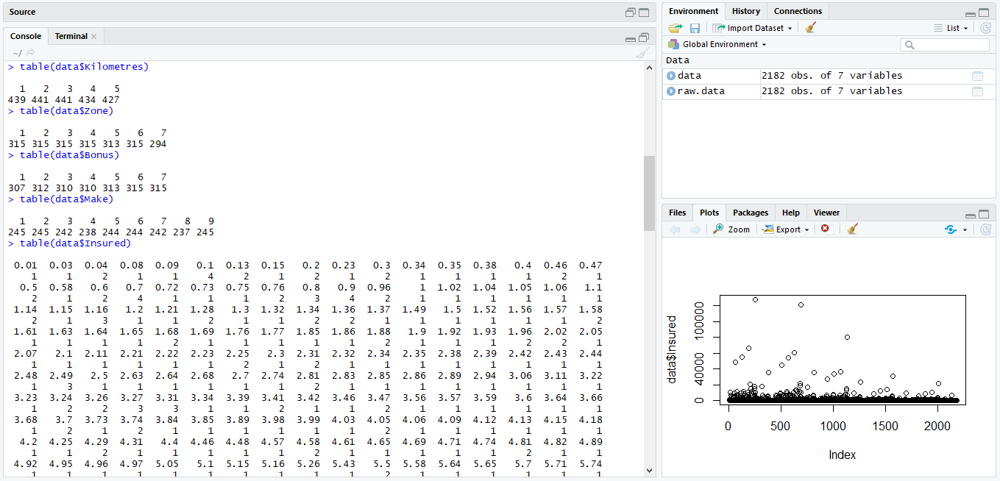 Source
Console Terminal
~/
> table(data$Kilometres)
1 2 3 4 5
439 441 441 434 427
> table(data$Zone)
1 2 3 4 5 6 7
315 315 315 315 313 315 294
> table(data$Bonus)
1 2 3 4 5 6 7
307 312 310 310 313 315 315
> table(data$Make)
1 2 3 4 5 6 7 8 9
245 245 242 238 244 244 242 237 245
> table(data$Insured)
0.01 0.03 0.04 0.08 0.09 0.1 0.13 0.15 0.2 0.23 0.3 0.34 0.35 0.38 0.4 0.46 0.47
1 1 2 1 1 4 2 1 2 1 2 1 1 1 1 2 1
0.5 0.58 0.6 0.7 0.72 0.73 0.75 0.76 0.8 0.9 0.96 1 1.02 1.04 1.05 1.06 1.1
2 1 2 4 1 1 1 2 3 4 2 1 1 1 1 1 1
1.14 1.15 1.16 1.2 1.21 1.28 1.3 1.32 1.34 1.36 1.37 1.49 1.5 1.52 1.56 1.57 1.58
2 1 3 1 1 2 1 1 2 2 1 1 1 1 1 1 2
1.61 1.63 1.64 1.65 1.68 1.69 1.76 1.77 1.85 1.86 1.88 1.9 1.92 1.93 1.96 2.02 2.05
1 1 1 1 2 1 1 1 1 1 2 1 1 1 2 2 1
2.07 2.1 2.11 2.21 2.22 2.23 2.25 2.3 2.31 2.32 2.34 2.35 2.38 2.39 2.42 2.43 2.44
1 1 1 1 1 1 2 1 2 1 1 1 1 1 1 1 1
2.48 2.49 2.5 2.63 2.64 2.68 2.7 2.74 2.81 2.83 2.85 2.86 2.89 2.94 3.06 3.11 3.22
1 3 1 1 1 1 1 1 2 1 1 1 1 1 1 1 1
3.23 3.24 3.26 3.27 3.31 3.34 3.39 3.41 3.42 3.46 3.47 3.56 3.57 3.59 3.6 3.64 3.66
1 2 2 3 3 1 1 2 1 1 2 1 1 1 1 1 1
3.68 3.7 3.73 3.74 3.84 3.85 3.89 3.98 3.99 4.03 4.05 4.06 4.09 4.12 4.13 4.15 4.18
1 2 1 2 1 1 1 1 1 1 1 1 1 1 1 1 1
4.2 4.25 4.29 4.31 4.4 4.46 4.48 4.57 4.58 4.61 4.65 4.69 4.71 4.74 4.81 4.82 4.89
1 1 2 1 1 1 1 1 2 1 1 1 1 1 2 1 1
4.92 4.95 4.96 4.97 5.05 5.1 5.15 5.16 5.26 5.43 5.5 5.58 5.64 5.65 5.7 5.71 5.74
1 1 1 1 1 1 1 1 1 1 2 1 1 1 1 1 1
Environment History Connections
Import Dataset List
Global Environment
Data
data 2182 obs. of 7 variables
raw.data 2182 obs. of 7 variables
Files Plots Packages Help Viewer
Zoom Export
data$Insured
100000
40000
0
0 500 1000 1500 2000
Index